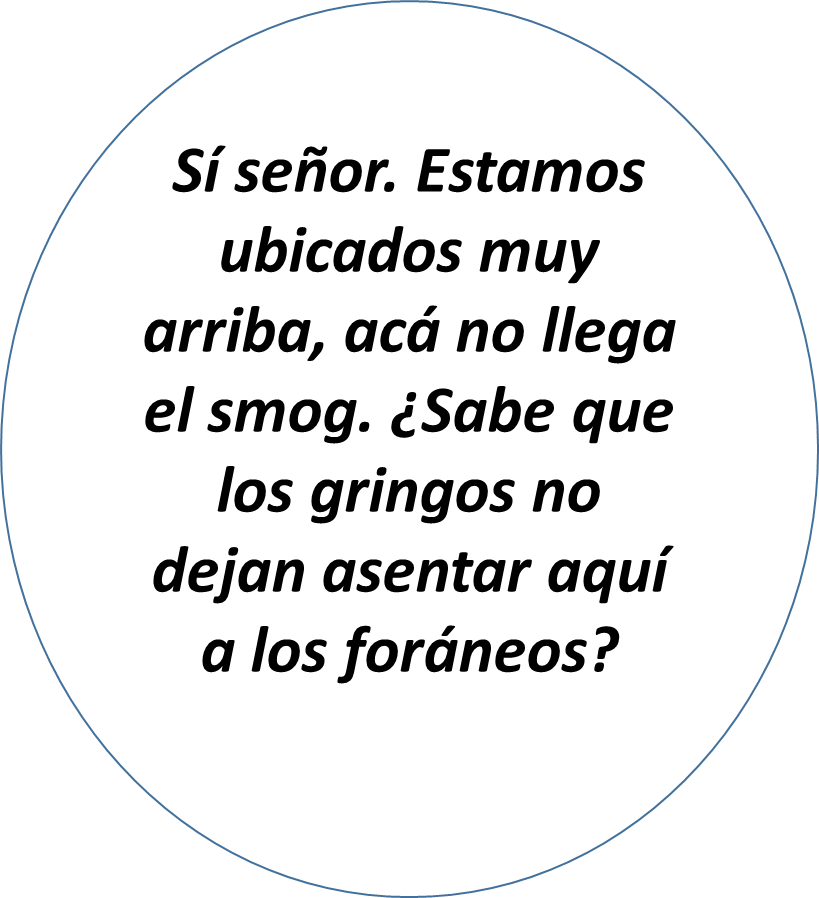 Sí señor. Estamos
ubicados muy
arriba, acá no llega
el smog. ¿Sabe que
los gringos no
dejan asentar aquí
a los foráneos?